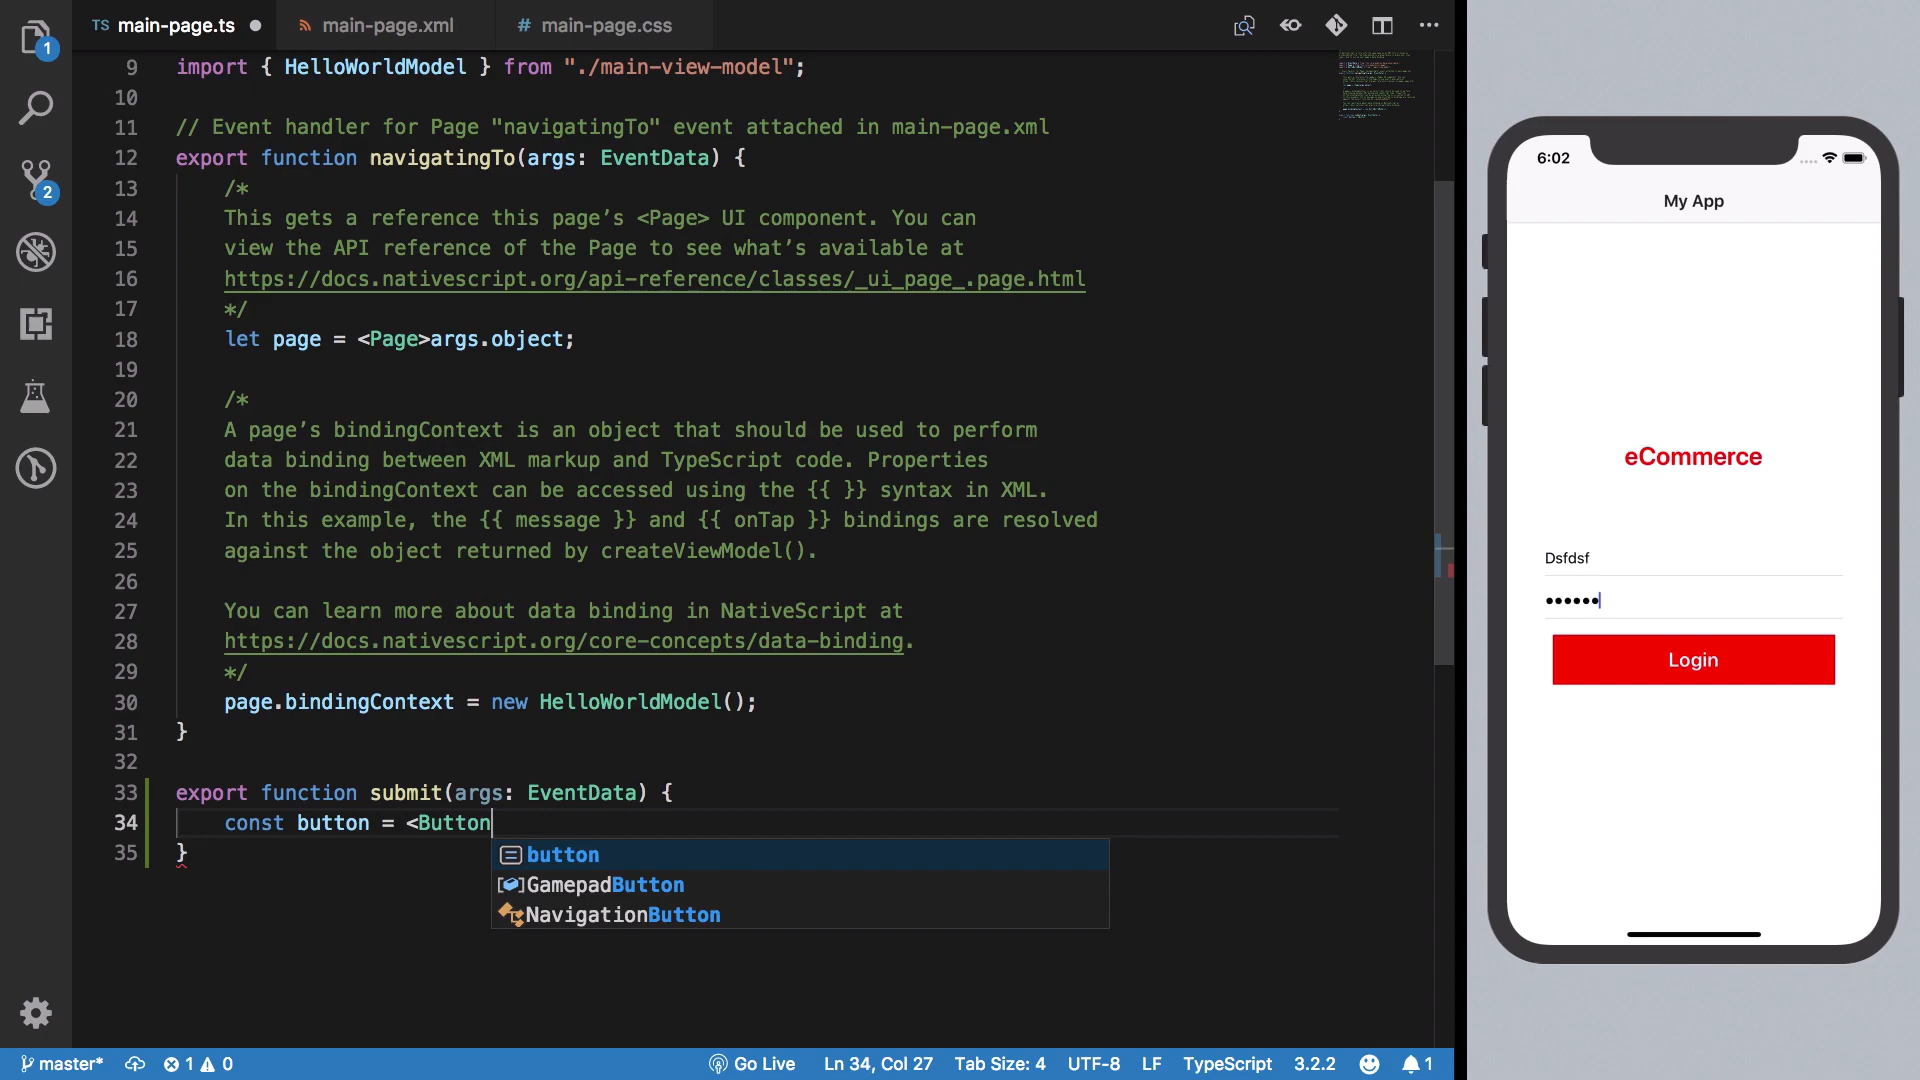 1
2
TS main-page.ts
main-page.xml
# main-page.css
9 import { HelloWorldModel } from "./main-view-model";
10
11 // Event handler for Page "navigatingTo" event attached in main-page.xml
12 export function navigatingTo(args: EventData) {
13 /*
14 This gets a reference this page’s <Page> UI component. You can
15 view the API reference of the Page to see what’s available at
16 https://docs.nativescript.org/api-reference/classes/_ui_page_.page.html
17 */
18 let page = <Page>args.object;
19
20 /*
21 A page’s bindingContext is an object that should be used to perform
22 data binding between XML markup and TypeScript code. Properties
23 on the bindingContext can be accessed using the {{ }} syntax in XML.
24 In this example, the {{ message }} and {{ onTap }} bindings are resolved
25 against the object returned by createViewModel().
26
27 You can learn more about data binding in NativeScript at
28 https://docs.nativescript.org/core-concepts/data-binding.
29 */
30 page.bindingContext = new HelloWorldModel();
31 }
32
33 export function submit(args: EventData) {
34 const button = <Button
35 }
button
GamepadButton
NavigationButton
master*
1
0
Go Live
Ln 34, Col 27
Tab Size: 4
UTF-8
LF
TypeScript
3.2.2
1
6:02
My App
eCommerce
Dsfdsf
••••••
Login